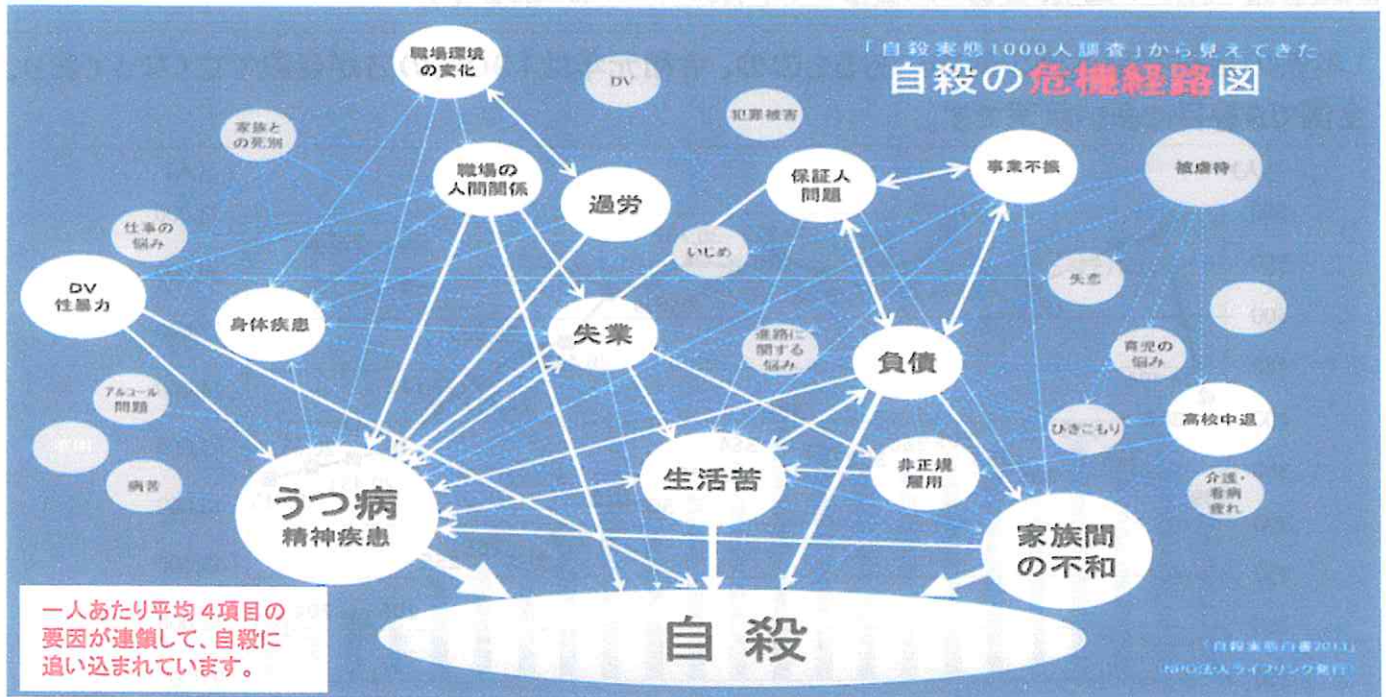 「自殺実態1000人調査」から見えてきた
自殺の危機経路図
職場環境
の変化
DV
犯罪被害
家族と
の死別
職場の
人間関係
過労
保証人
問題
事業不振
被虐待
仕事の
悩み
いじめ
失恋
DV
性暴力
身体疾患
失業
進路に
関する
悩み
負債
育児の
悩み
アルコール
問題
ひきこもり
高校中退
病苦
うつ病
精神疾患
生活苦
非正規
雇用
介護・
看病
疲れ
家族間
の不和
一人あたり平均4項目の
要因が連鎖して、自殺に
追い込まれています。
自殺
「自殺実態白書2013」
NPO法人ライフリンク発行